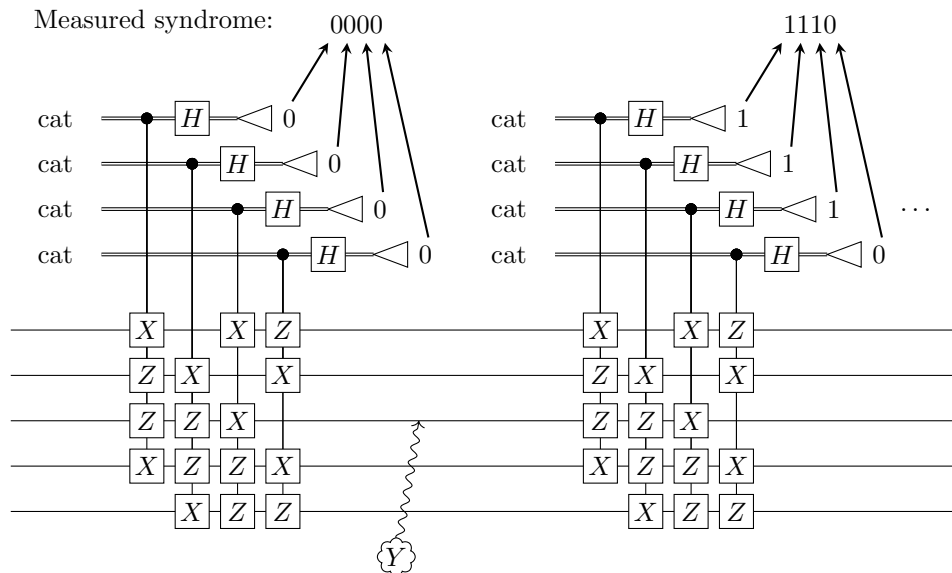 Measured syndrome: 0000 1110
cat H 0 cat H 1
cat H 0 cat H 1
cat H 0 cat H 1 ...
cat H 0 cat H 0
X X Z X X Z
Z X X Z X X
Z Z X Z Z X
X Z Z X X Z Z X
X Z Z X Z Z
Y